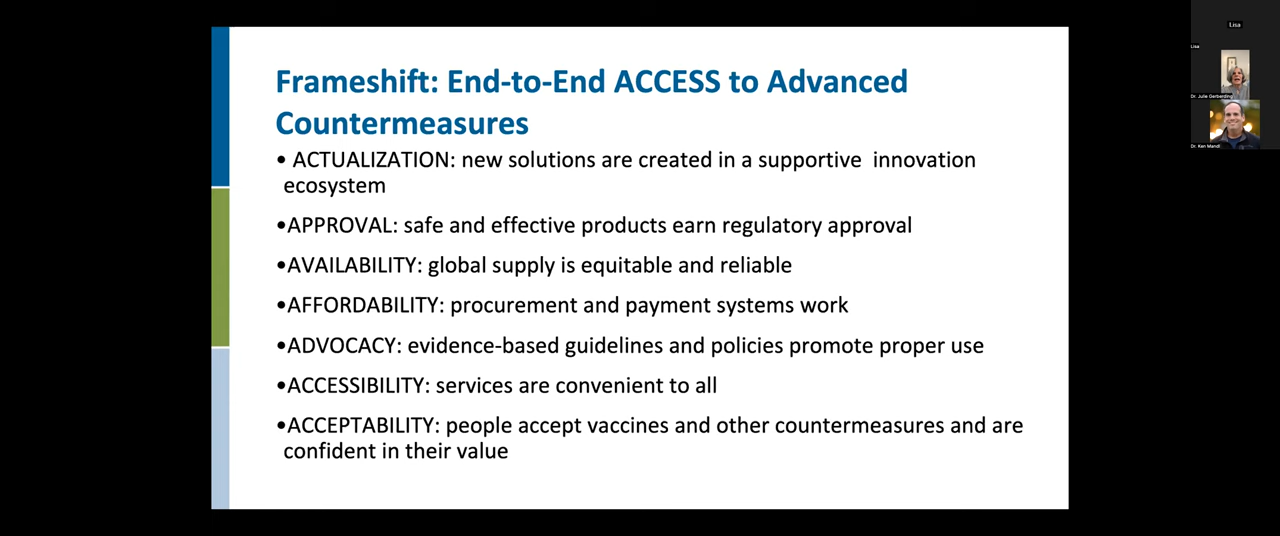 Frameshift: End-to-End ACCESS to Advanced
Countermeasures
• ACTUALIZATION: new solutions are created in a supportive innovation
ecosystem
•APPROVAL: safe and effective products earn regulatory approval
•AVAILABILITY: global supply is equitable and reliable
•AFFORDABILITY: procurement and payment systems work
•ADVOCACY: evidence-based guidelines and policies promote proper use
•ACCESSIBILITY: services are convenient to all
•ACCEPTABILITY: people accept vaccines and other countermeasures and are
confident in their value
Lisa
Lisa
Dr. Julie Gerberding
Dr. Ken Mandl